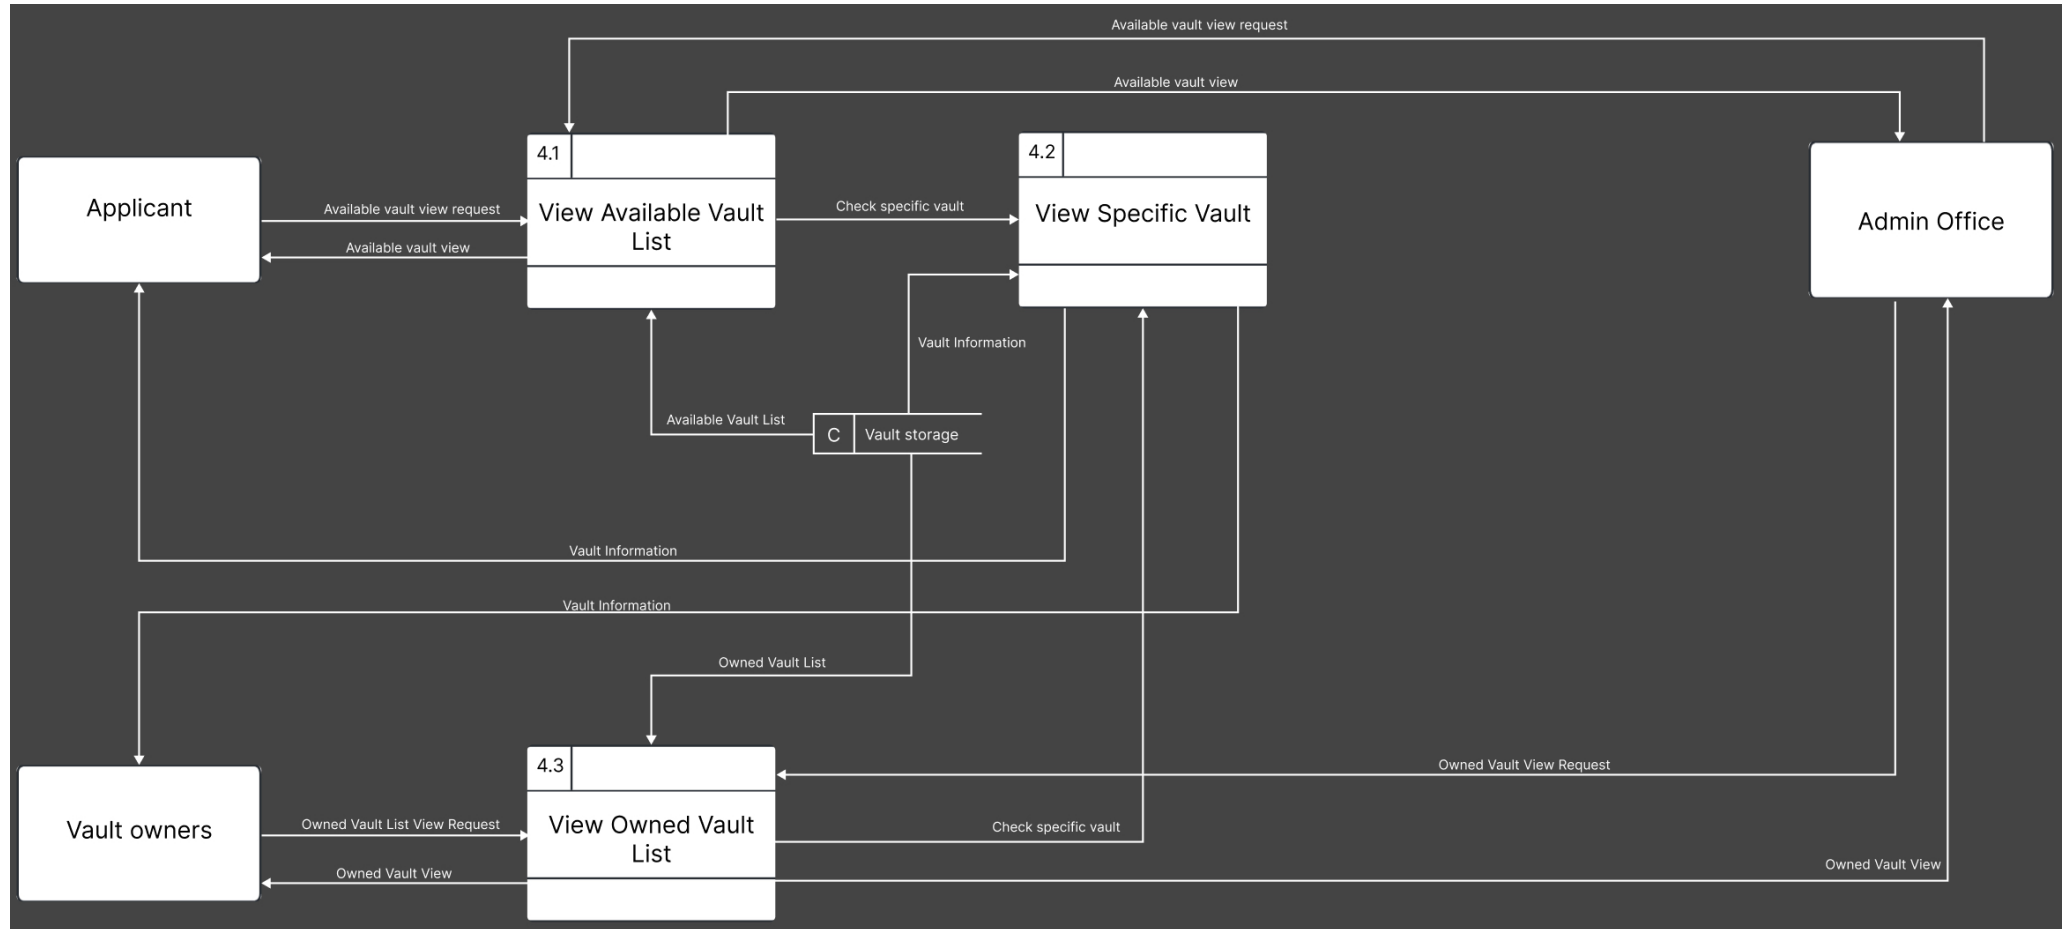 Available vault view request
Available vault view
4.1
4.2
Applicant
Available vault view request
View Available Vault
List
Check specific vault
View Specific Vault
Admin Office
Available vault view
Vault Information
Available Vault List
C
Vault storage
Vault Information
Vault Information
Owned Vault List
4.3
Owned Vault View Request
Vault owners
Owned Vault List View Request
View Owned Vault
List
Check specific vault
Owned Vault View
Owned Vault View